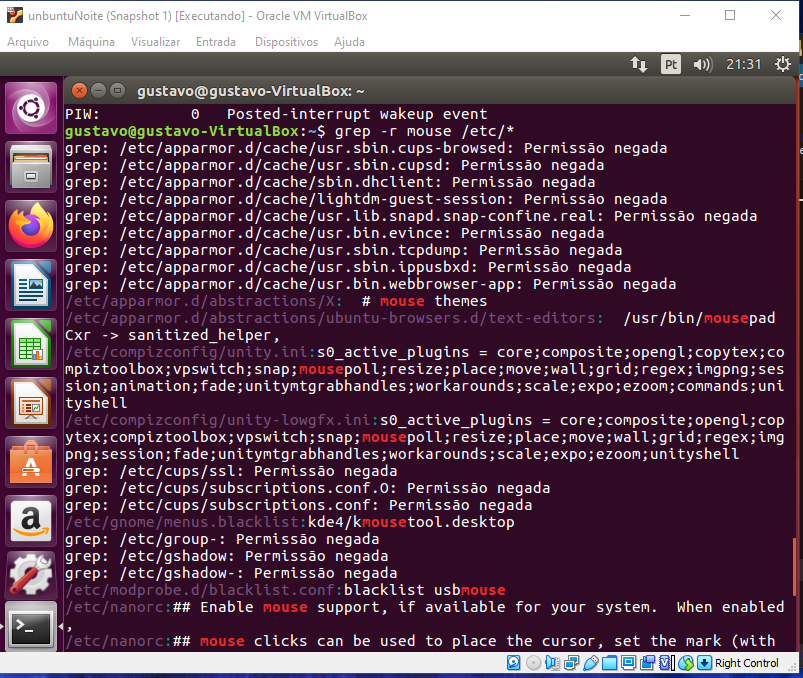 unbuntuNoite (Snapshot 1) [Executando] - Oracle VM VirtualBox
Arquivo Máquina Visualizar Entrada Dispositivos Ajuda
Pt 21:31
gustavo@gustavo-VirtualBox: ~
PIW: 0 Posted-interrupt wakeup event
gustavo@gustavo-VirtualBox:~$ grep -r mouse /etc/*
grep: /etc/apparmor.d/cache/usr.sbin.cups-browsed: Permissão negada
grep: /etc/apparmor.d/cache/usr.sbin.cupsd: Permissão negada
grep: /etc/apparmor.d/cache/sbin.dhclient: Permissão negada
grep: /etc/apparmor.d/cache/lightdm-guest-session: Permissão negada
grep: /etc/apparmor.d/cache/usr.lib.snapd.snap-confine.real: Permissão negada
grep: /etc/apparmor.d/cache/usr.bin.evince: Permissão negada
grep: /etc/apparmor.d/cache/usr.sbin.tcpdump: Permissão negada
grep: /etc/apparmor.d/cache/usr.sbin.ippusbxd: Permissão negada
grep: /etc/apparmor.d/cache/usr.bin.webbrowser-app: Permissão negada
/etc/apparmor.d/abstractions/X:  # mouse themes
/etc/apparmor.d/abstractions/ubuntu-browsers.d/text-editors:  /usr/bin/mousepad
Cxr -> sanitized_helper,
/etc/compizconfig/unity.ini:s0_active_plugins = core;composite;opengl;copytex;co
mpiztoolbox;vpswitch;snap;mousepoll;resize;place;move;wall;grid;regex;imgpng;ses
sion;animation;fade;unitymtgrabhandles;workarounds;scale;expo;ezoom;commands;uni
tyshell
/etc/compizconfig/unity-lowgfx.ini:s0_active_plugins = core;composite;opengl;cop
ytex;compiztoolbox;vpswitch;snap;mousepoll;resize;place;move;wall;grid;regex;img
png;session;fade;unitymtgrabhandles;workarounds;scale;expo;ezoom;unityshell
grep: /etc/cups/ssl: Permissão negada
grep: /etc/cups/subscriptions.conf.O: Permissão negada
grep: /etc/cups/subscriptions.conf: Permissão negada
/etc/gnome/menus.blacklist:kde4/kmousetool.desktop
grep: /etc/group-: Permissão negada
grep: /etc/gshadow: Permissão negada
grep: /etc/gshadow-: Permissão negada
/etc/modprobe.d/blacklist.conf:blacklist usbmouse
/etc/nanorc:## Enable mouse support, if available for your system.  When enabled
,
/etc/nanorc:## mouse clicks can be used to place the cursor, set the mark (with
Right Control